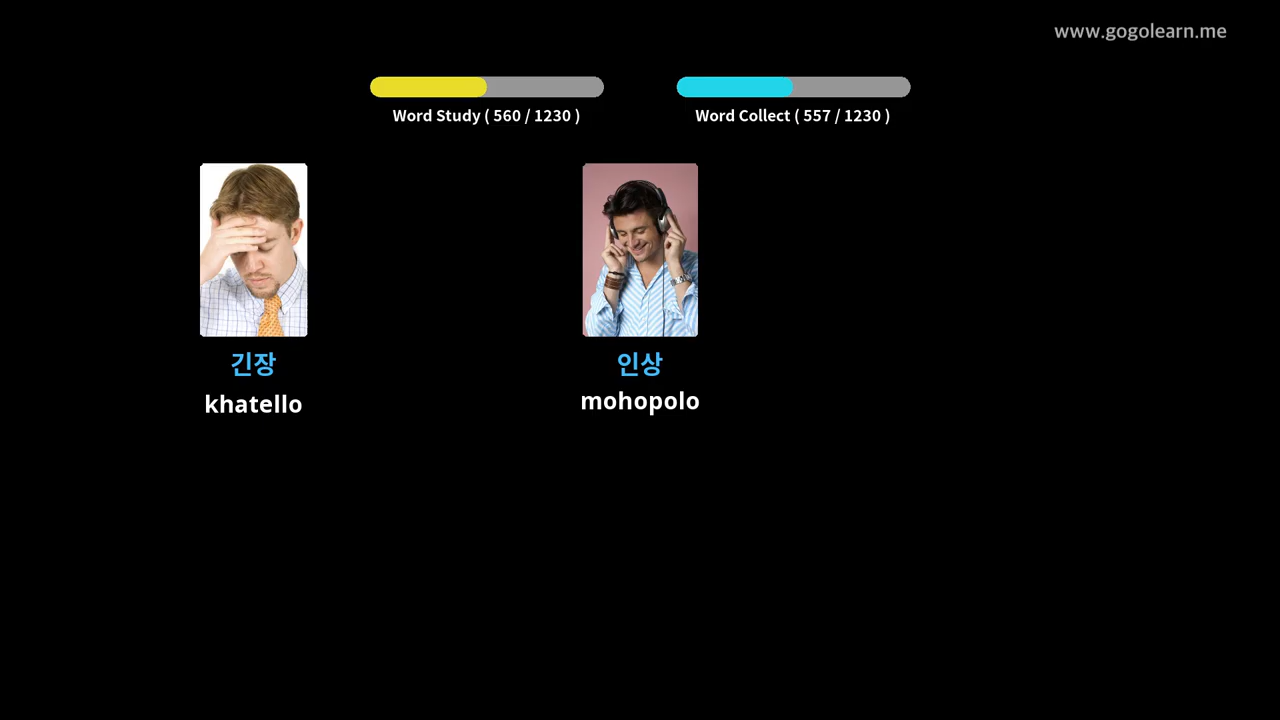 www.gogolearn.me
Word Study ( 560 / 1230 )
Word Collect ( 557 / 1230 )
긴장
khatello
인상
mohopolo